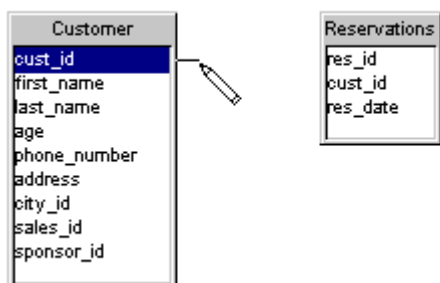 Customer
cust_id
first_name
last_name
age
phone_number
address
city_id
sales_id
sponsor_id
Reservations
res_id
cust_id
res_date